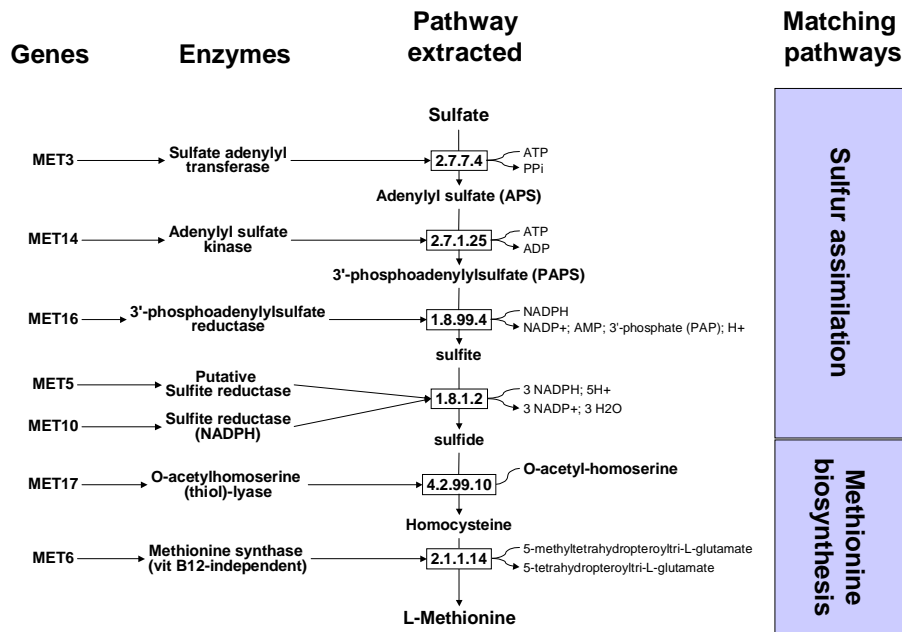 Genes
Enzymes
Pathway
extracted
Matching
pathways
Sulfate
MET3
Sulfate adenylyl
transferase
2.7.7.4
ATP
PPi
Adenylyl sulfate (APS)
MET14
Adenylyl sulfate
kinase
2.7.1.25
ATP
ADP
3'-phosphoadenylylsulfate (PAPS)
MET16
3'-phosphoadenylylsulfate
reductase
1.8.99.4
NADPH
NADP+; AMP; 3'-phosphate (PAP); H+
sulfite
MET5
Putative
Sulfite reductase
MET10
Sulfite reductase
(NADPH)
1.8.1.2
3 NADPH; 5H+
3 NADP+; 3 H2O
sulfide
MET17
O-acetylhomoserine
(thiol)-lyase
4.2.99.10
O-acetyl-homoserine
Homocysteine
MET6
Methionine synthase
(vit B12-independent)
2.1.1.14
5-methyltetrahydropteroyltri-L-glutamate
5-tetrahydropteroyltri-L-glutamate
L-Methionine
Sulfur assimilation
Methionine
biosynthesis